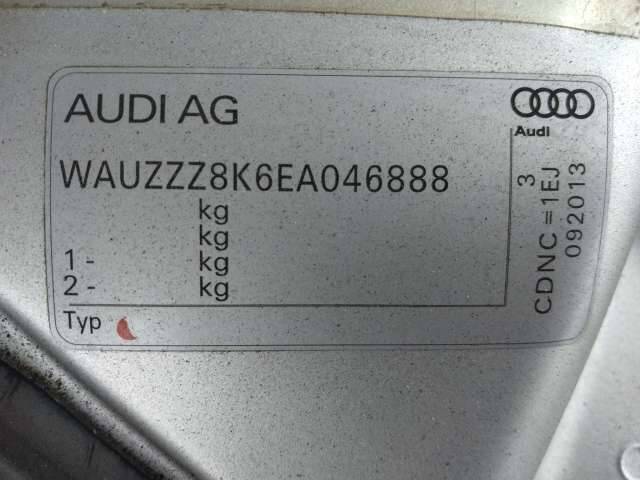 AUDI AG
Audi
WAUZZZ8K6EA046888
kg
kg
1 - kg
2 - kg
Typ
3
CDNC =1EJ
092013